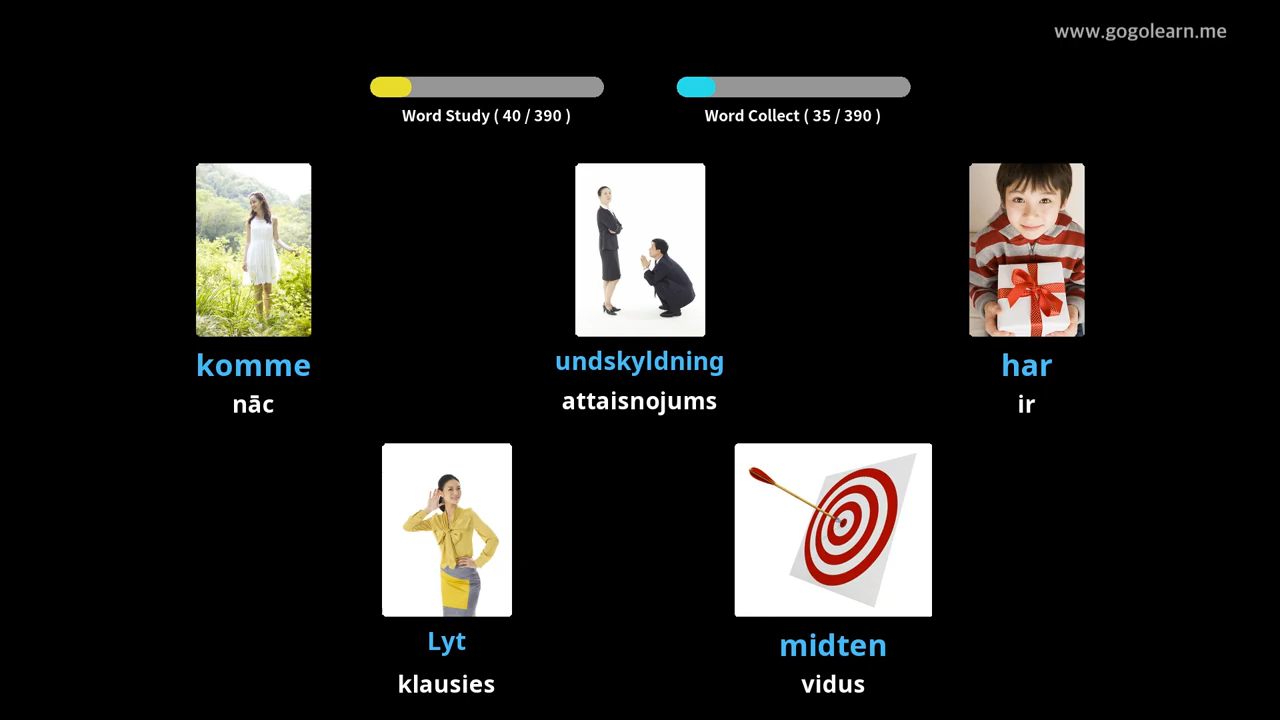 www.gogolearn.me
Word Study ( 40 / 390 )
Word Collect ( 35 / 390 )
komme
nāc
undskyldning
attaisnojums
har
ir
Lyt
klausies
midten
vidus